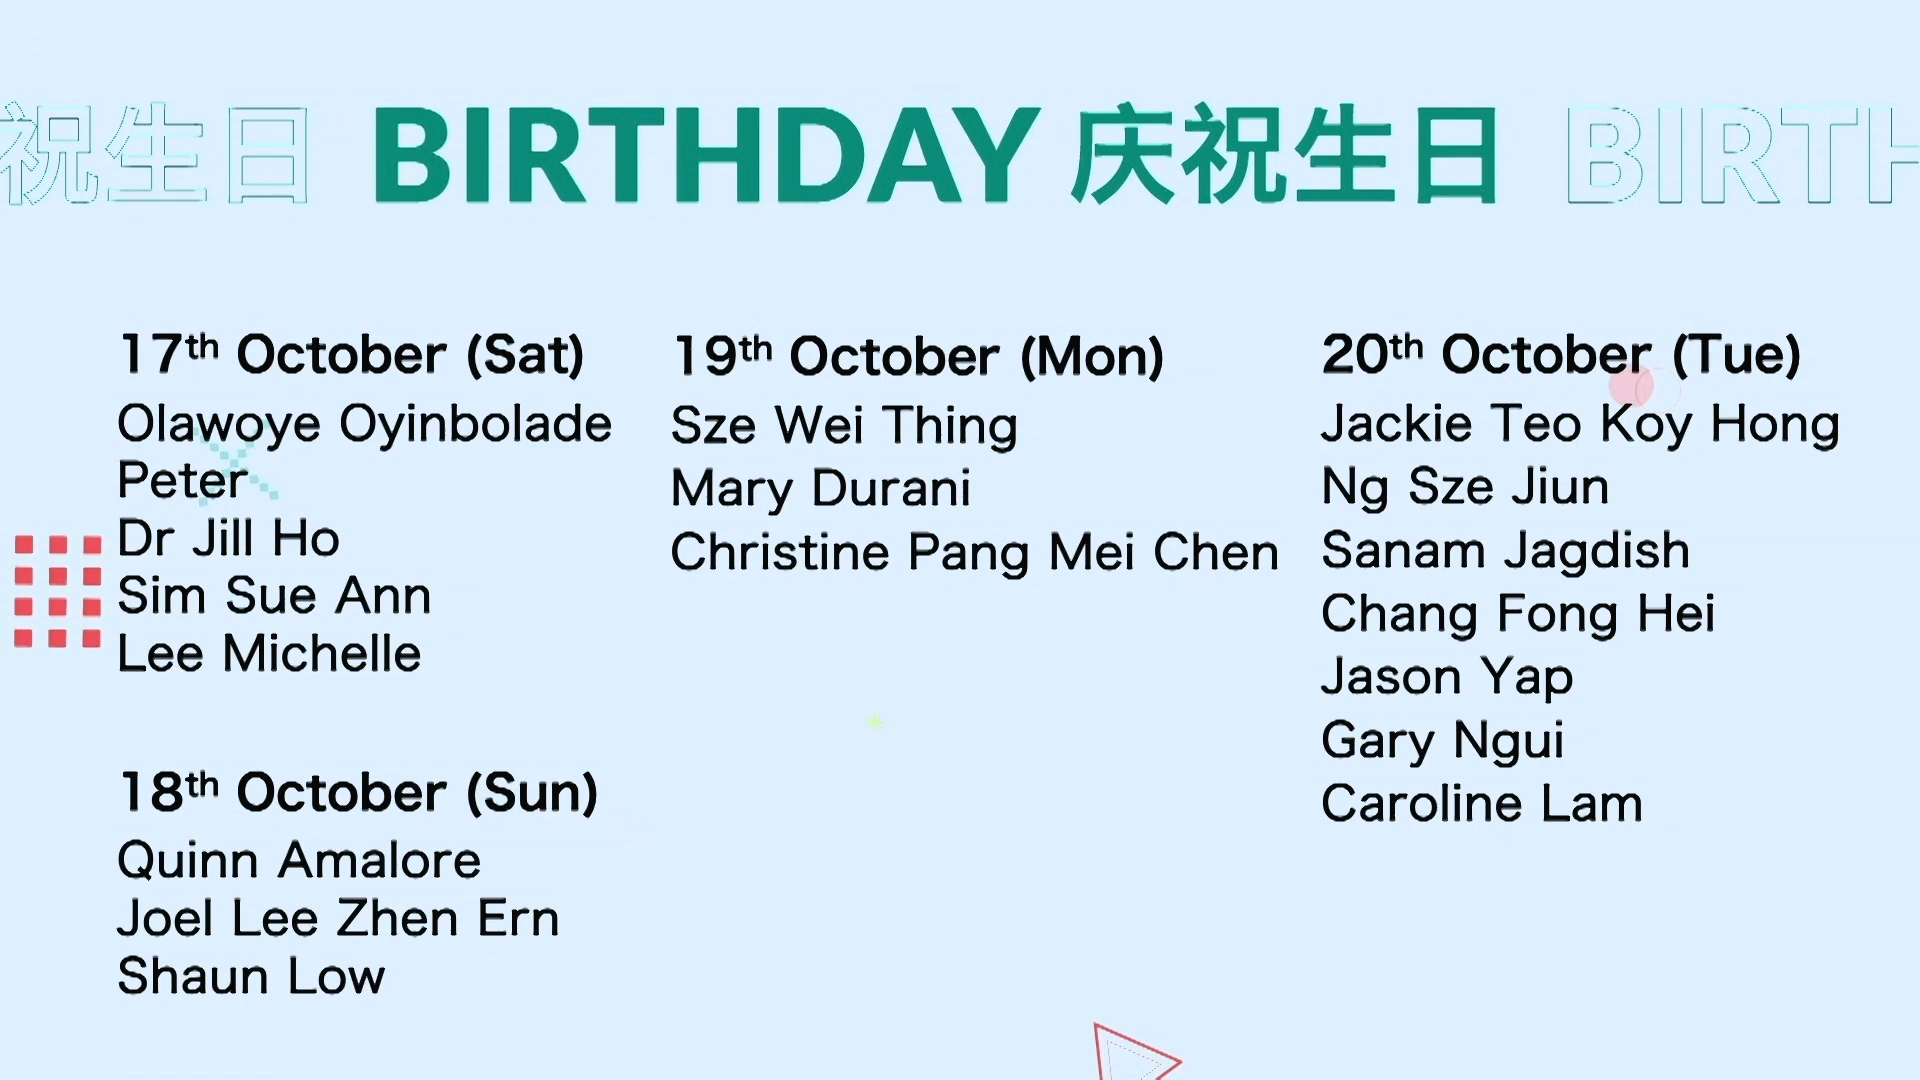 祝生日 BIRTHDAY 庆祝生日 BIRTH
17th October (Sat)
Olawoye Oyinbolade
Peter
Dr Jill Ho
Sim Sue Ann
Lee Michelle
18th October (Sun)
Quinn Amalore
Joel Lee Zhen Ern
Shaun Low
19th October (Mon)
Sze Wei Thing
Mary Durani
Christine Pang Mei Chen
20th October (Tue)
Jackie Teo Koy Hong
Ng Sze Jiun
Sanam Jagdish
Chang Fong Hei
Jason Yap
Gary Ngui
Caroline Lam